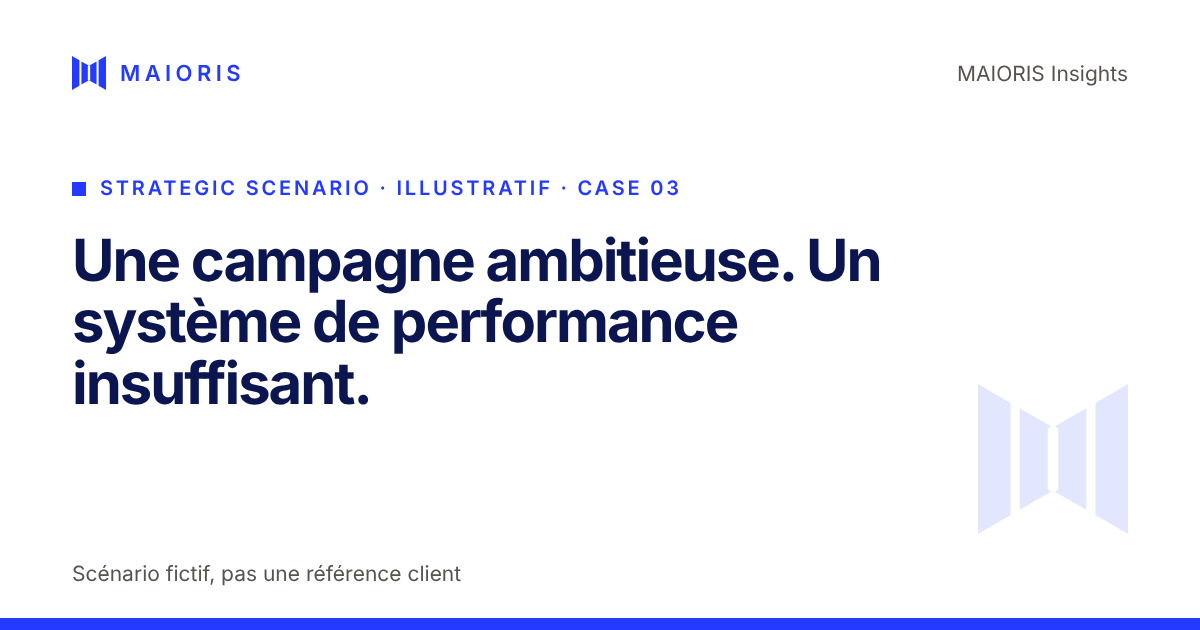 MAIORIS
MAIORIS Insights
STRATEGIC SCENARIO · ILLUSTRATIF · CASE 03
Une campagne ambitieuse. Un
système de performance
insuffisant.
Scénario fictif, pas une référence client